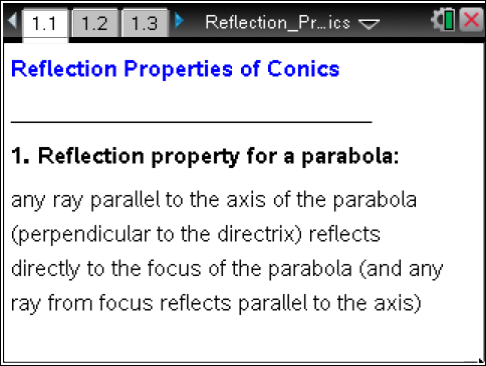 1.1 1.2 1.3 Reflection_Pr…ics
Reflection Properties of Conics
1. Reflection property for a parabola:
any ray parallel to the axis of the parabola
(perpendicular to the directrix) reflects
directly to the focus of the parabola (and any
ray from focus reflects parallel to the axis)